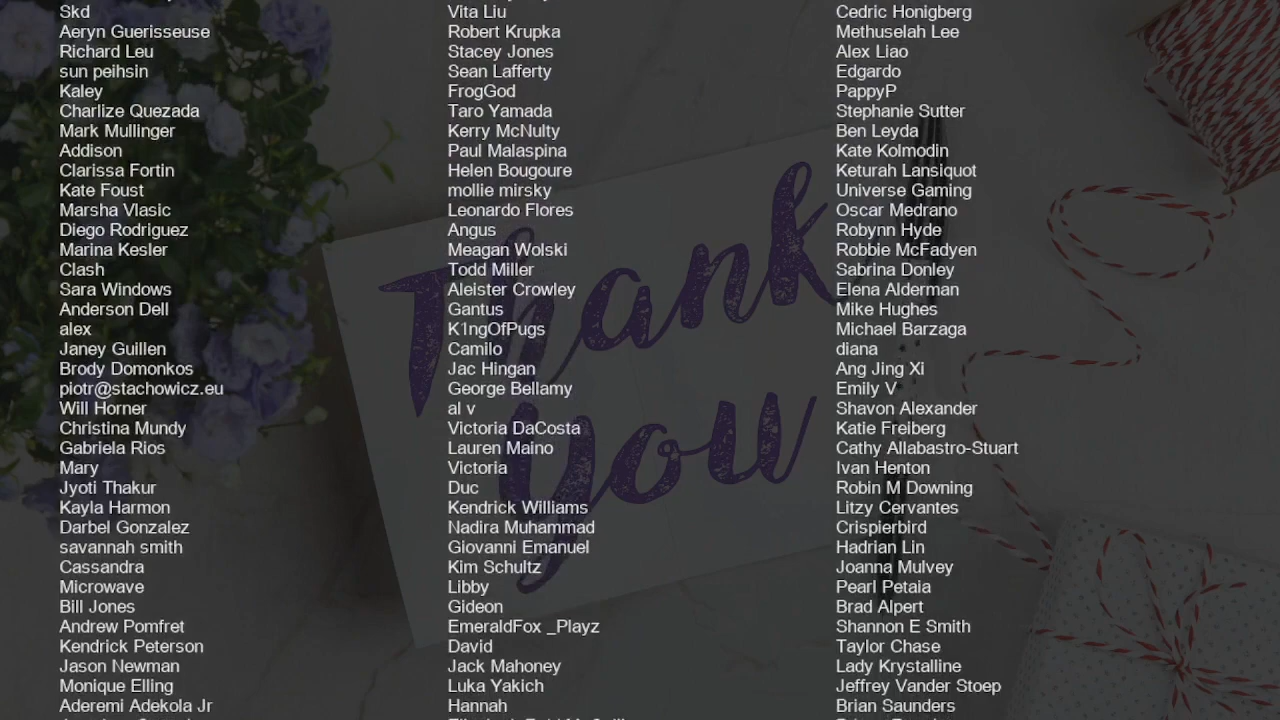 Skd
Aeryn Guerisseuse
Richard Leu
sun peihsin
Kaley
Charlize Quezada
Mark Mullinger
Addison
Clarissa Fortin
Kate Foust
Marsha Vlasic
Diego Rodriguez
Marina Kesler
Clash
Sara Windows
Anderson Dell
alex
Janey Guillen
Brody Domonkos
piotr@stachowicz.eu
Will Horner
Christina Mundy
Gabriela Rios
Mary
Jyoti Thakur
Kayla Harmon
Darbel Gonzalez
savannah smith
Cassandra
Microwave
Bill Jones
Andrew Pomfret
Kendrick Peterson
Jason Newman
Monique Elling
Aderemi Adekola Jr
Vita Liu
Robert Krupka
Stacey Jones
Sean Lafferty
FrogGod
Taro Yamada
Kerry McNulty
Paul Malaspina
Helen Bougoure
mollie mirsky
Leonardo Flores
Angus
Meagan Wolski
Todd Miller
Aleister Crowley
Gantus
K1ngOfPugs
Camilo
Jac Hingan
George Bellamy
al v
Victoria DaCosta
Lauren Maino
Victoria
Duc
Kendrick Williams
Nadira Muhammad
Giovanni Emanuel
Kim Schultz
Libby
Gideon
EmeraldFox _Playz
David
Jack Mahoney
Luka Yakich
Hannah
Cedric Honigberg
Methuselah Lee
Alex Liao
Edgardo
PappyP
Stephanie Sutter
Ben Leyda
Kate Kolmodin
Keturah Lansiquot
Universe Gaming
Oscar Medrano
Robynn Hyde
Robbie McFadyen
Sabrina Donley
Elena Alderman
Mike Hughes
Michael Barzaga
diana
Ang Jing Xi
Emily V
Shavon Alexander
Katie Freiberg
Cathy Allabastro-Stuart
Ivan Henton
Robin M Downing
Litzy Cervantes
Crispierbird
Hadrian Lin
Joanna Mulvey
Pearl Petaia
Brad Alpert
Shannon E Smith
Taylor Chase
Lady Krystalline
Jeffrey Vander Stoep
Brian Saunders
Thank
you